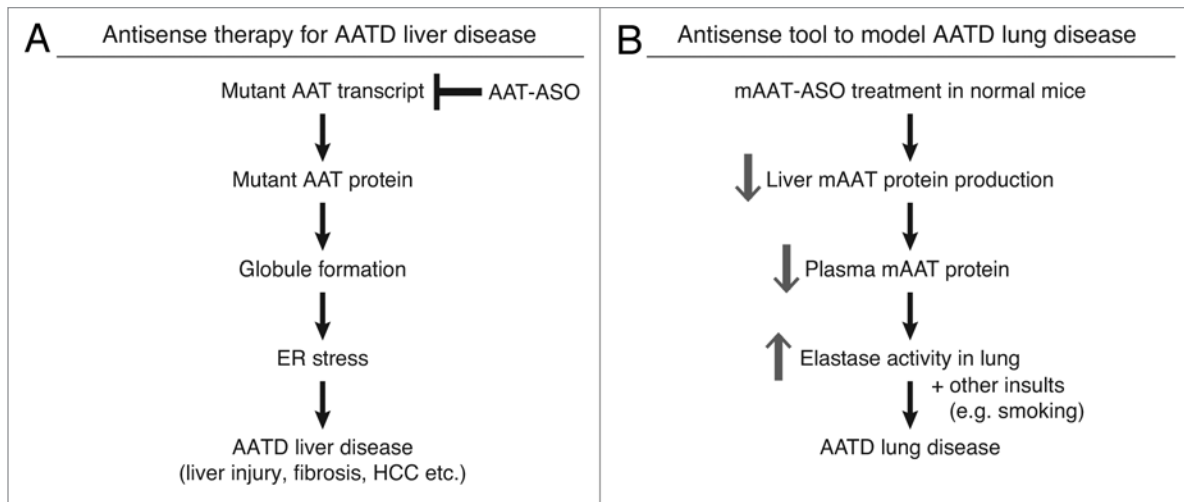 A
Antisense therapy for AATD liver disease
Mutant AAT transcript
AAT-ASO
Mutant AAT protein
Globule formation
ER stress
AATD liver disease
(liver injury, fibrosis, HCC etc.)
B
Antisense tool to model AATD lung disease
mAAT-ASO treatment in normal mice
Liver mAAT protein production
Plasma mAAT protein
Elastase activity in lung
+ other insults
(e.g. smoking)
AATD lung disease